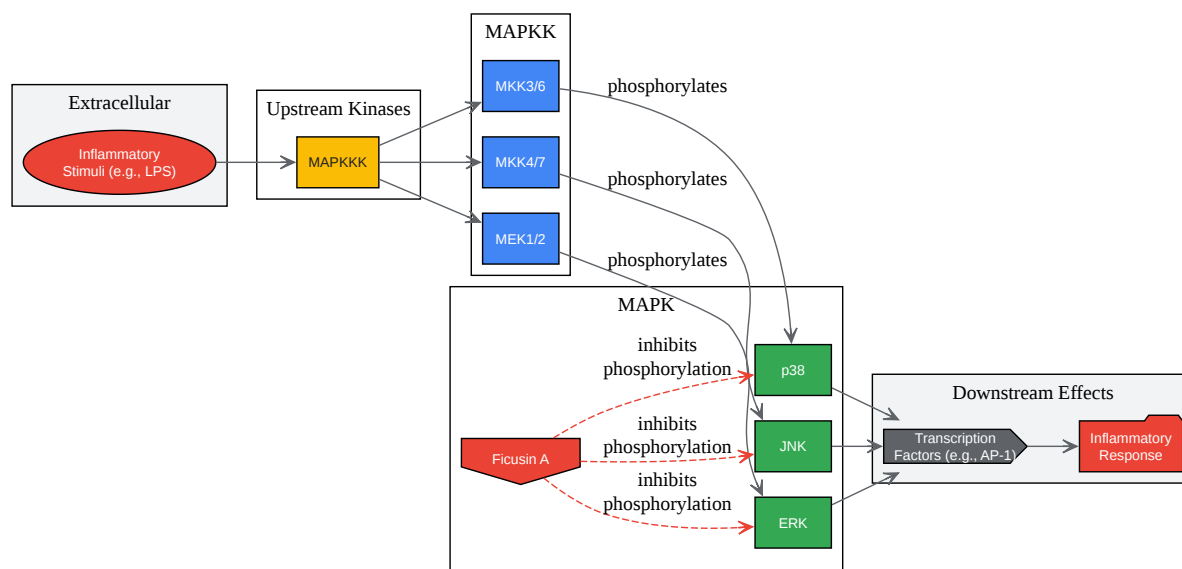 Extracellular
Inflammatory
Stimuli (e.g., LPS)
Upstream Kinases
MAPKKK
MAPKK
MKK3/6
MKK4/7
MEK1/2
phosphorylates
phosphorylates
phosphorylates
MAPK
Ficusin A
inhibits
phosphorylation
inhibits
phosphorylation
inhibits
phosphorylation
p38
JNK
ERK
Downstream Effects
Transcription
Factors (e.g., AP-1)
Inflammatory
Response